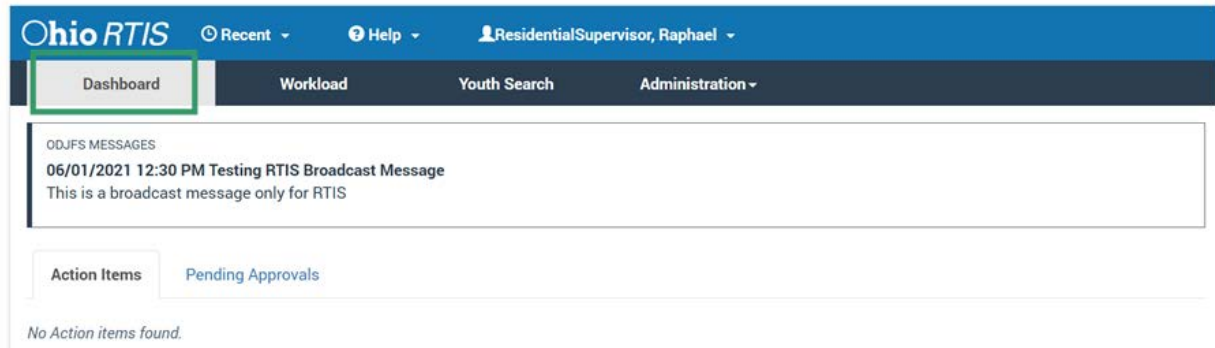 Ohio RTIS Recent Help ResidentialSupervisor, Raphael
Dashboard Workload Youth Search Administration
ODJFS MESSAGES
06/01/2021 12:30 PM Testing RTIS Broadcast Message
This is a broadcast message only for RTIS
Action Items Pending Approvals
No Action items found.